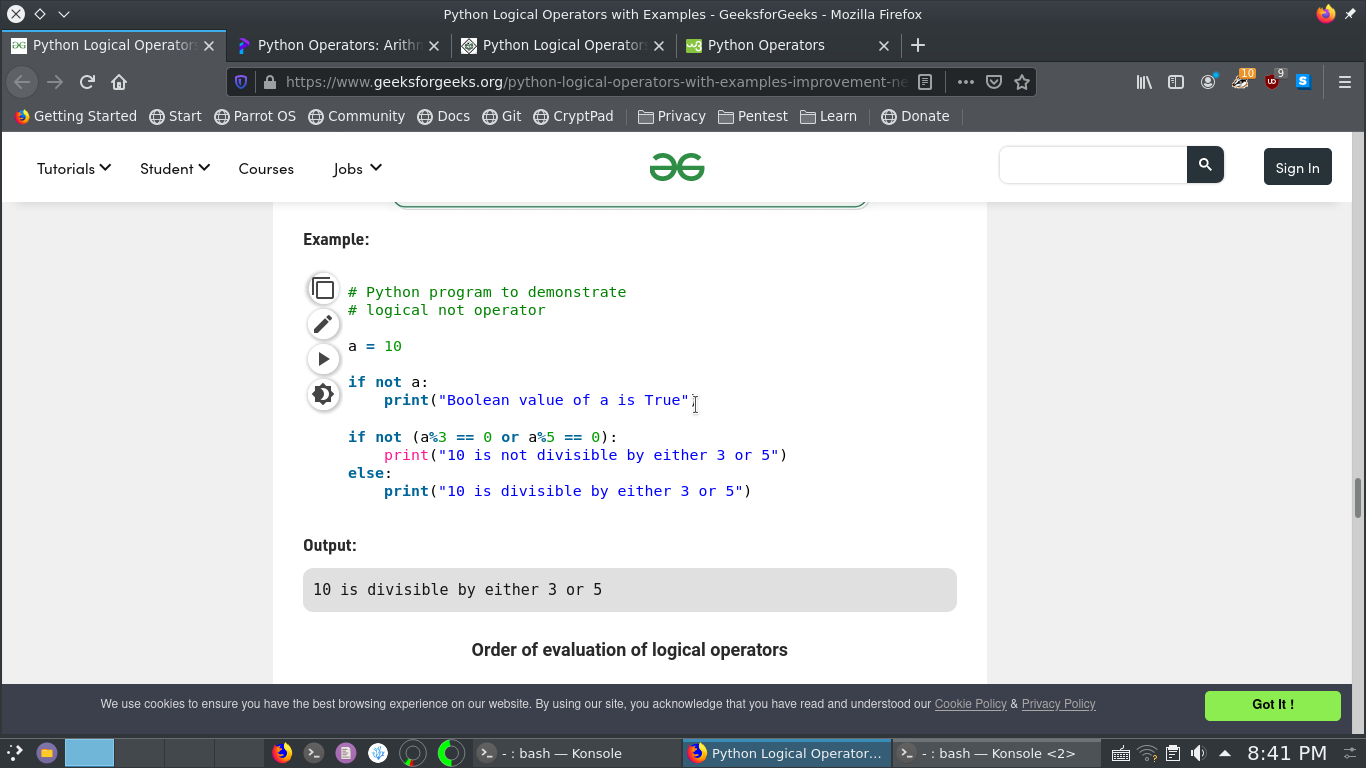 Python Logical Operators with Examples - GeeksforGeeks - Mozilla Firefox
Python Logical Operators
Python Operators: Arithm
Python Logical Operators
Python Operators
https://www.geeksforgeeks.org/python-logical-operators-with-examples-improvement-ne
10
9
S
Getting Started
Start
Parrot OS
Community
Docs
Git
CryptPad
Privacy
Pentest
Learn
Donate
Tutorials
Student
Courses
Jobs
Sign In
Example:
# Python program to demonstrate
# logical not operator
a = 10
if not a:
print("Boolean value of a is True")
if not (a%3 == 0 or a%5 == 0):
print("10 is not divisible by either 3 or 5")
else:
print("10 is divisible by either 3 or 5")
Output:
10 is divisible by either 3 or 5
Order of evaluation of logical operators
We use cookies to ensure you have the best browsing experience on our website. By using our site, you acknowledge that you have read and understood our Cookie Policy & Privacy Policy
Got It !
- : bash — Konsole
Python Logical Operator...
- : bash — Konsole <2>
8:41 PM